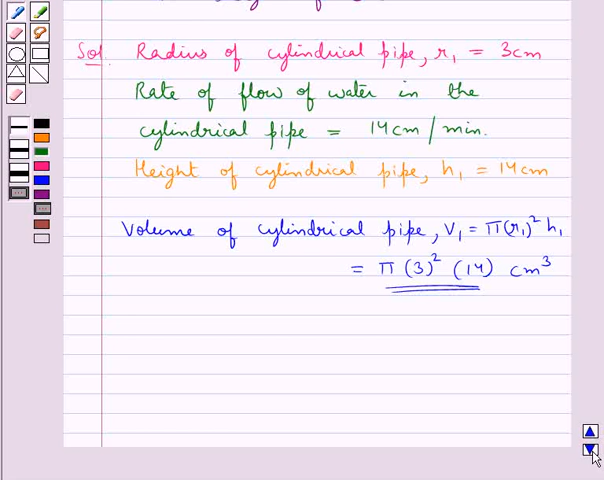 Sol. Radius of cylindrical pipe, r₁ = 3cm
Rate of flow of water in the
cylindrical pipe = 14cm/min.
Height of cylindrical pipe, h₁ = 14cm
Volume of cylindrical pipe, V₁ = π(r₁)² h₁
= π (3)² (14) cm³